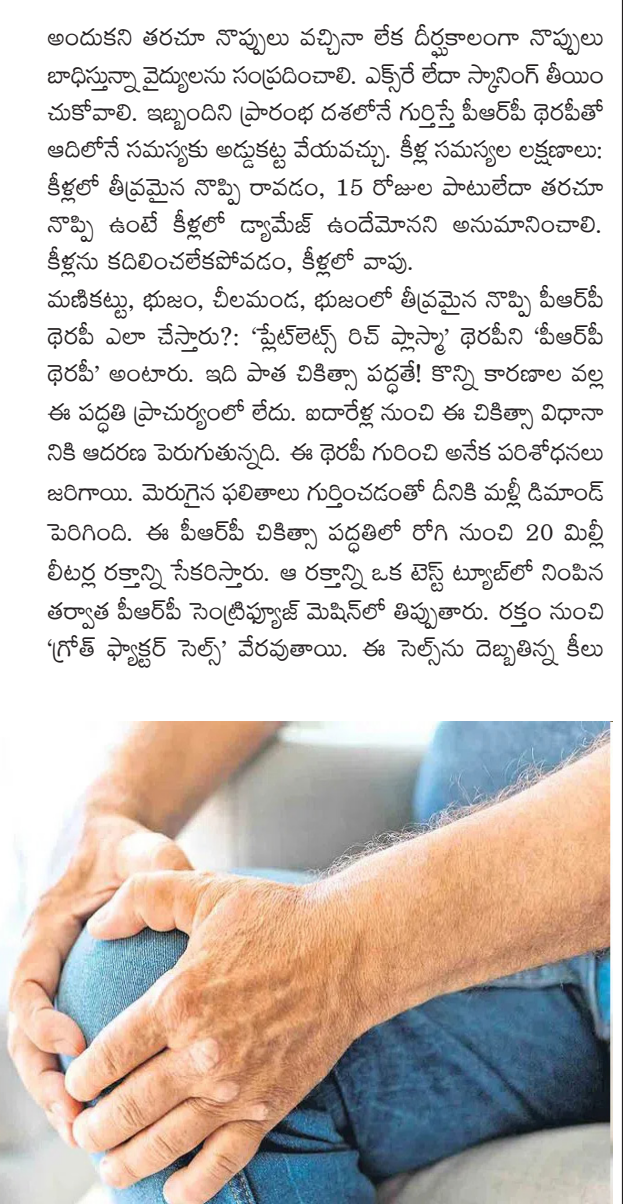 అందుకని తరచూ నొప్పులు వచ్చినా లేక దీర్ఘకాలంగా నొప్పులు
బాధిస్తున్నా వైద్యులను సంప్రదించాలి. ఎక్స్‌రే లేదా స్కానింగ్ తీయిం
చుకోవాలి. ఇబ్బందిని ప్రారంభ దశలోనే గుర్తిస్తే పీఆర్‌పీ థెరపీతో
ఆదిలోనే సమస్యకు అడ్డుకట్ట వేయవచ్చు. కీళ్ల సమస్యల లక్షణాలు:
కీళ్లలో తీవ్రమైన నొప్పి రావడం, 15 రోజుల పాటులేదా తరచూ
నొప్పి ఉంటే కీళ్లలో డ్యామేజ్ ఉందేమోనని అనుమానించాలి.
కీళ్లను కదిలించలేకపోవడం, కీళ్లలో వాపు.
మణికట్టు, భుజం, చీలమండ, భుజంలో తీవ్రమైన నొప్పి పీఆర్‌పీ
థెరపీ ఎలా చేస్తారు?: ‘ప్లేట్‌లెట్స్ రిచ్ ప్లాస్మా’ థెరపీని ‘పీఆర్‌పీ
థెరపీ’ అంటారు. ఇది పాత చికిత్సా పద్ధతే! కొన్ని కారణాల వల్ల
ఈ పద్ధతి ప్రాచుర్యంలో లేదు. ఐదారేళ్ల నుంచి ఈ చికిత్సా విధానా
నికి ఆదరణ పెరుగుతున్నది. ఈ థెరపీ గురించి అనేక పరిశోధనలు
జరిగాయి. మెరుగైన ఫలితాలు గుర్తించడంతో దీనికి మళ్లీ డిమాండ్
పెరిగింది. ఈ పీఆర్‌పీ చికిత్సా పద్ధతిలో రోగి నుంచి 20 మిల్లీ
లీటర్ల రక్తాన్ని సేకరిస్తారు. ఆ రక్తాన్ని ఒక టెస్ట్ ట్యూబ్‌లో నింపిన
తర్వాత పీఆర్‌పీ సెంట్రిఫ్యూజ్ మెషిన్‌లో తిప్పుతారు. రక్తం నుంచి
‘గ్రోత్ ఫ్యాక్టర్ సెల్స్’ వేరవుతాయి. ఈ సెల్స్‌ను దెబ్బతిన్న కీలు